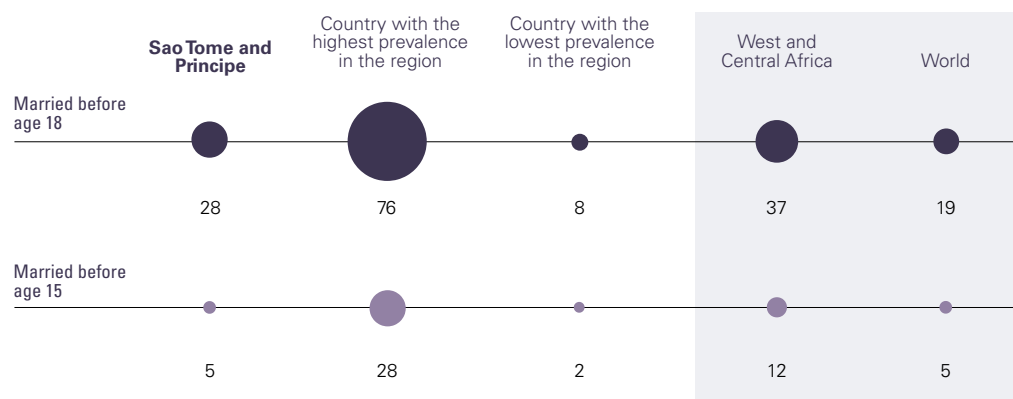 Sao Tome and
Principe
Country with the
highest prevalence
in the region
Country with the
lowest prevalence
in the region
West and
Central Africa
World
Married before
age 18
28
76
8
37
19
Married before
age 15
5
28
2
12
5